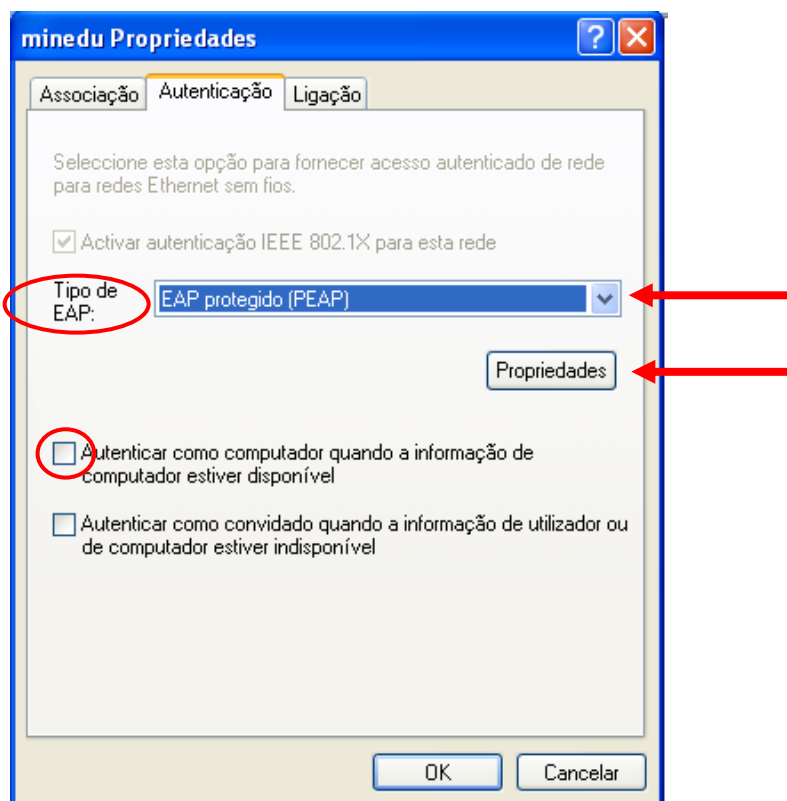 minedu Propriedades
Associação Autenticação Ligação
Seleccione esta opção para fornecer acesso autenticado de rede
para redes Ethernet sem fios.
Activar autenticação IEEE 802.1X para esta rede
Tipo de
EAP:
EAP protegido (PEAP)
Propriedades
Autenticar como computador quando a informação de
computador estiver disponível
Autenticar como convidado quando a informação de utilizador ou
de computador estiver indisponível
OK Cancelar